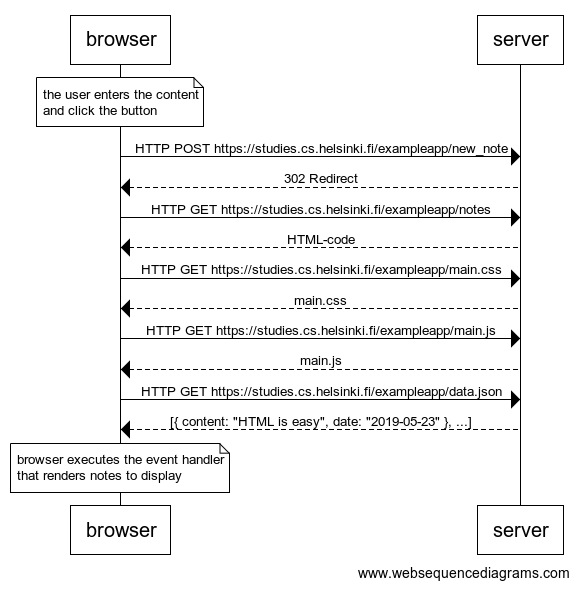 browser
server
the user enters the content
and click the button
HTTP POST https://studies.cs.helsinki.fi/exampleapp/new_note
302 Redirect
HTTP GET https://studies.cs.helsinki.fi/exampleapp/notes
HTML-code
HTTP GET https://studies.cs.helsinki.fi/exampleapp/main.css
main.css
HTTP GET https://studies.cs.helsinki.fi/exampleapp/main.js
main.js
HTTP GET https://studies.cs.helsinki.fi/exampleapp/data.json
[{ content: "HTML is easy", date: "2019-05-23" }, ...]
browser executes the event handler
that renders notes to display
browser
server
www.websequencediagrams.com